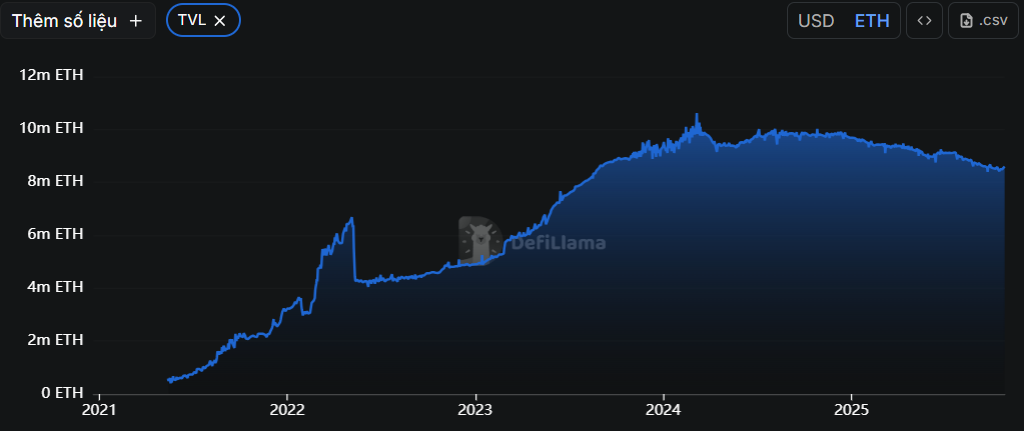 Thêm số liệu +
TVL ×
USD ETH <> .csv
12m ETH
10m ETH
8m ETH
6m ETH
4m ETH
2m ETH
0 ETH
DefiLlama
2021 2022 2023 2024 2025